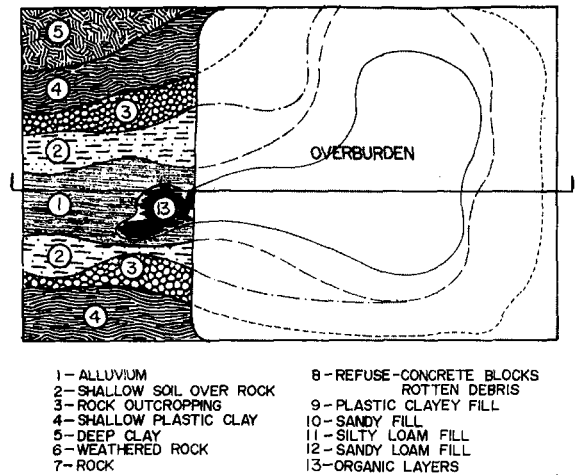 5
4
3
2
OVERBURDEN
1
13
2
3
4
1-ALLUVIUM
2-SHALLOW SOIL OVER ROCK
3-ROCK OUTCROPPING
4-SHALLOW PLASTIC CLAY
5-DEEP CLAY
6-WEATHERED ROCK
7-ROCK
8-REFUSE-CONCRETE BLOCKS
ROTTEN DEBRIS
9-PLASTIC CLAYEY FILL
10-SANDY FILL
11-SILTY LOAM FILL
12-SANDY LOAM FILL
13-ORGANIC LAYERS